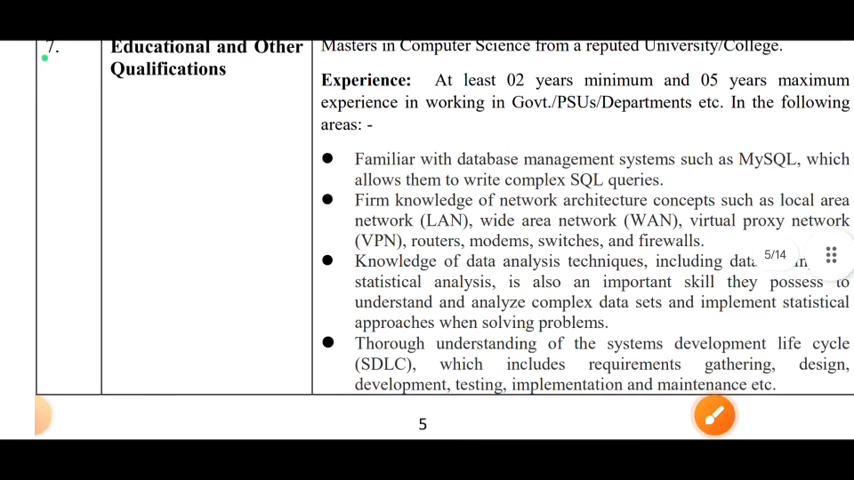 7.
Educational and Other
Qualifications
Masters in Computer Science from a reputed University/College.
Experience: At least 02 years minimum and 05 years maximum
experience in working in Govt./PSUs/Departments etc. In the following
areas: -
● Familiar with database management systems such as MySQL, which
allows them to write complex SQL queries.
● Firm knowledge of network architecture concepts such as local area
network (LAN), wide area network (WAN), virtual proxy network
(VPN), routers, modems, switches, and firewalls.
● Knowledge of data analysis techniques, including
statistical analysis, is also an important skill they possess to
understand and analyze complex data sets and implement statistical
approaches when solving problems.
● Thorough understanding of the systems development life cycle
(SDLC), which includes requirements gathering, design,
development, testing, implementation and maintenance etc.
5/14
5